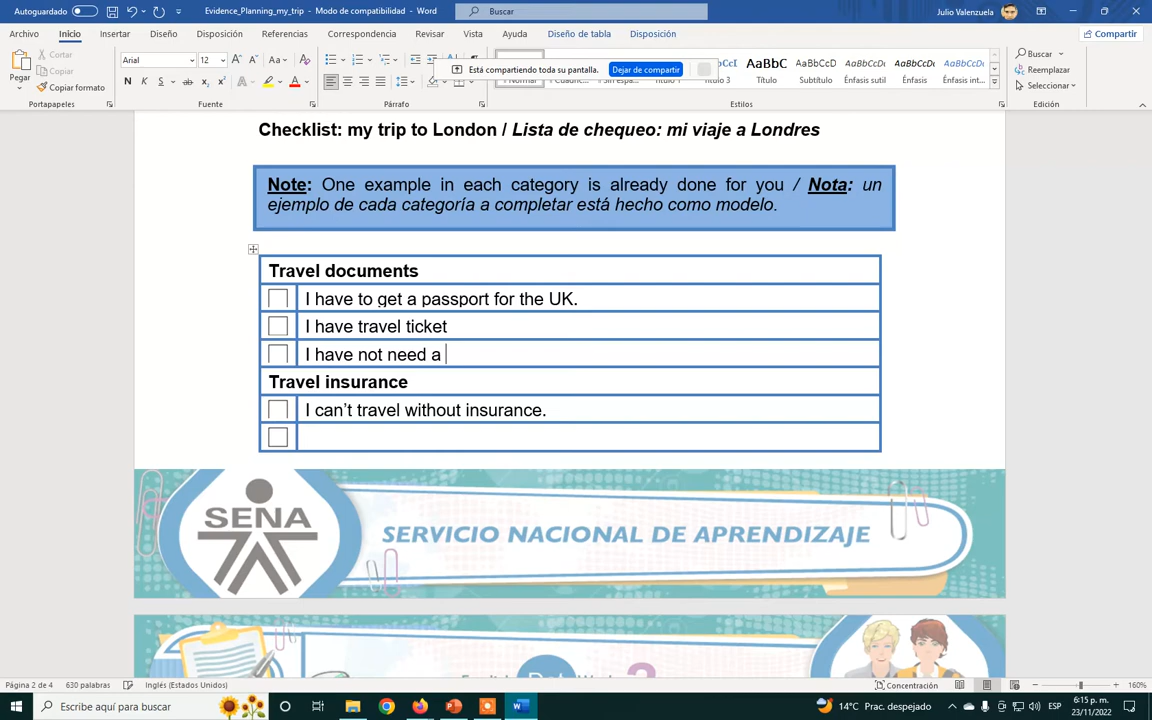 Autoguardado
Evidence_Planning_my_trip - Modo de compatibilidad - Word
Buscar
Julio Valenzuela
Archivo Inicio Insertar Diseño Disposición Referencias Correspondencia Revisar Vista Ayuda Diseño de tabla Disposición
Compartir
Pegar
Cortar
Copiar
Copiar formato
Portapapeles
Arial 12
N K S
Fuente
Párrafo
Está compartiendo toda su pantalla. Dejar de compartir
AaBbC AaBbCcD AaBbCcDc AaBbCcDc AaBbCcDc
Título 3 Título Subtítulo Énfasis sutil Énfasis Énfasis int...
Estilos
Buscar
Reemplazar
Seleccionar
Edición
Checklist: my trip to London / Lista de chequeo: mi viaje a Londres
Note: One example in each category is already done for you / Nota: un
ejemplo de cada categoría a completar está hecho como modelo.
Travel documents
I have to get a passport for the UK.
I have travel ticket
I have not need a
Travel insurance
I can’t travel without insurance.
SENA
SERVICIO NACIONAL DE APRENDIZAJE
Página 2 de 4 630 palabras Inglés (Estados Unidos)
Concentración
160%
Escribe aquí para buscar
14°C Prac. despejado
ESP
6:15 p. m.
23/11/2022